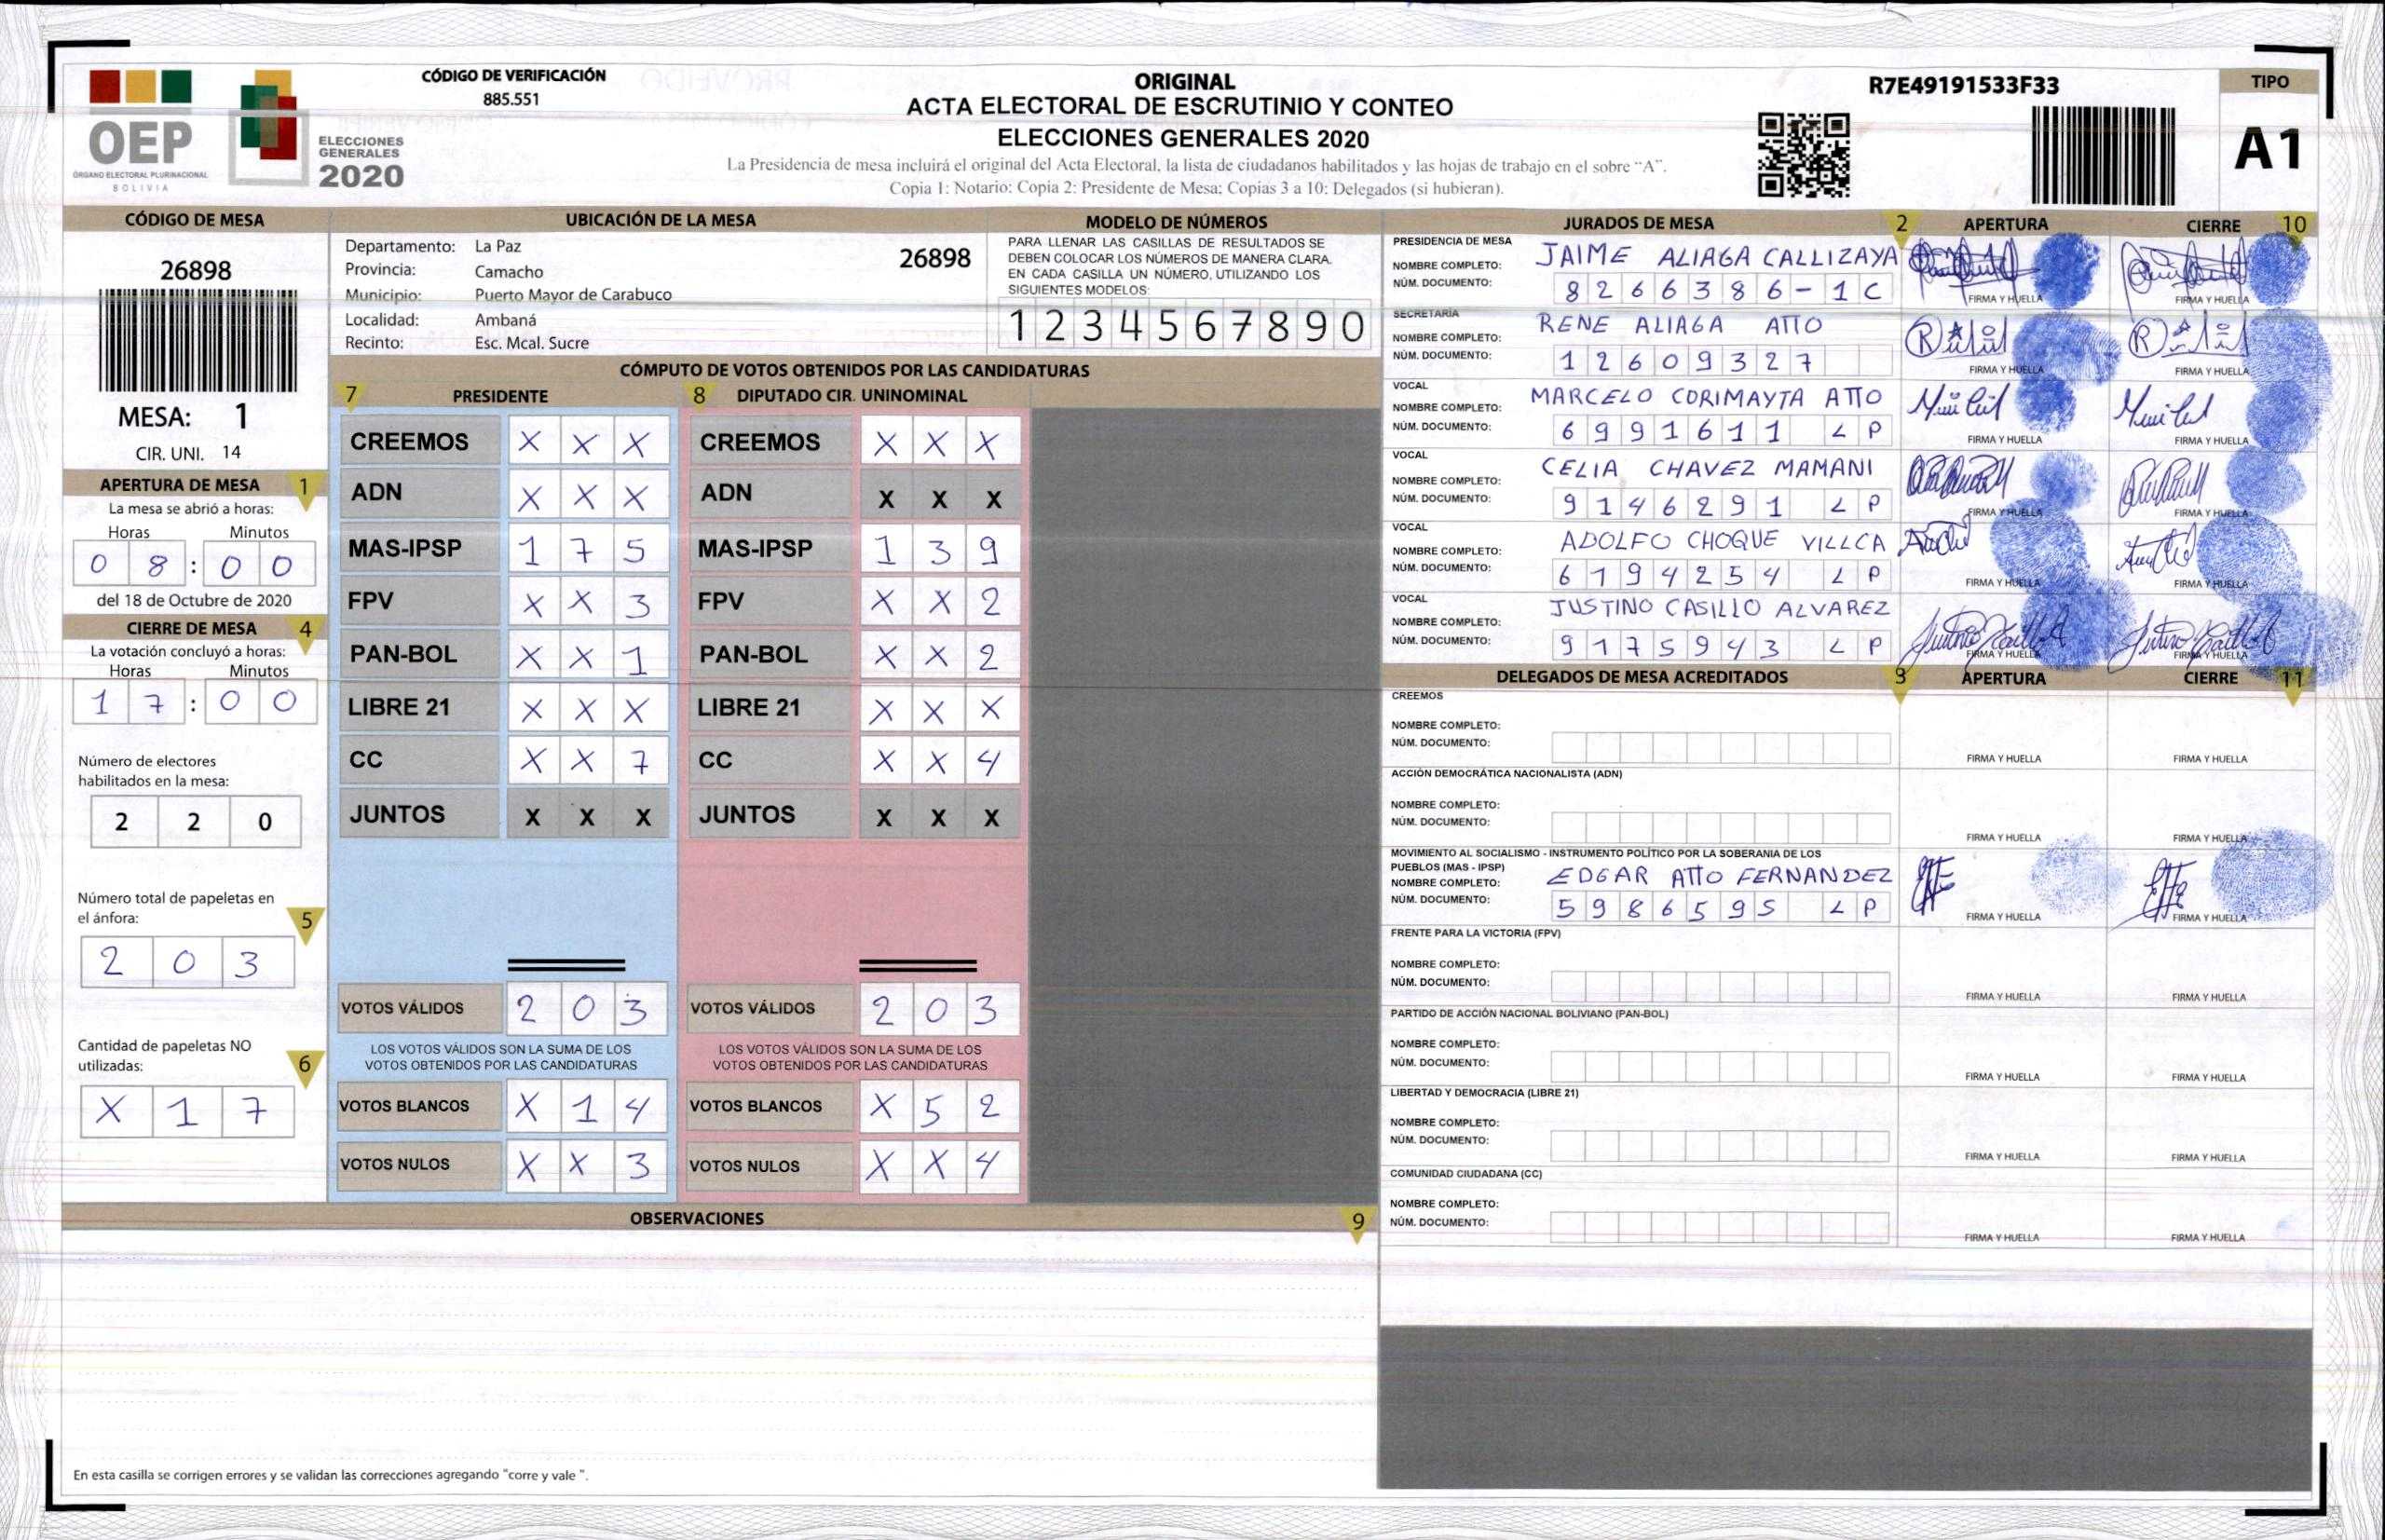 CÓDIGO DE VERIFICACIÓN
885.551
OEP
ÓRGANO ELECTORAL PLURINACIONAL
BOLIVIA
ELECCIONES
GENERALES
2020
ORIGINAL
ACTA ELECTORAL DE ESCRUTINIO Y CONTEO
ELECCIONES GENERALES 2020
La Presidencia de mesa incluirá el original del Acta Electoral, la lista de ciudadanos habilitados y las hojas de trabajo en el sobre "A".
Copia 1: Notario; Copia 2: Presidente de Mesa; Copias 3 a 10: Delegados (si hubieran).
R7E49191533F33
TIPO
A1
CÓDIGO DE MESA
26898
MESA: 1
CIR. UNI. 14
APERTURA DE MESA 1
La mesa se abrió a horas:
Horas Minutos
0 8 : 0 0
del 18 de Octubre de 2020
CIERRE DE MESA 4
La votación concluyó a horas:
Horas Minutos
1 7 : 0 0
Número de electores
habilitados en la mesa:
2 2 0
Número total de papeletas en
el ánfora: 5
2 0 3
Cantidad de papeletas NO
utilizadas: 6
X 1 7
UBICACIÓN DE LA MESA
Departamento: La Paz
26898
Provincia: Camacho
Municipio: Puerto Mayor de Carabuco
Localidad: Ambaná
Recinto: Esc. Mcal. Sucre
MODELO DE NÚMEROS
PARA LLENAR LAS CASILLAS DE RESULTADOS SE
DEBEN COLOCAR LOS NÚMEROS DE MANERA CLARA.
EN CADA CASILLA UN NÚMERO, UTILIZANDO LOS
SIGUIENTES MODELOS:
1 2 3 4 5 6 7 8 9 0
CÓMPUTO DE VOTOS OBTENIDOS POR LAS CANDIDATURAS
7 PRESIDENTE
CREEMOS X X X
ADN X X X
MAS-IPSP 1 7 5
FPV X X 3
PAN-BOL X X 1
LIBRE 21 X X X
CC X X 7
JUNTOS X X X
VOTOS VÁLIDOS 2 0 3
LOS VOTOS VÁLIDOS SON LA SUMA DE LOS
VOTOS OBTENIDOS POR LAS CANDIDATURAS
VOTOS BLANCOS X 1 4
VOTOS NULOS X X 3
8 DIPUTADO CIR. UNINOMINAL
CREEMOS X X X
ADN X X X
MAS-IPSP 1 3 9
FPV X X 2
PAN-BOL X X 2
LIBRE 21 X X X
CC X X 4
JUNTOS X X X
VOTOS VÁLIDOS 2 0 3
LOS VOTOS VÁLIDOS SON LA SUMA DE LOS
VOTOS OBTENIDOS POR LAS CANDIDATURAS
VOTOS BLANCOS X 5 2
VOTOS NULOS X X 4
OBSERVACIONES 9
En esta casilla se corrigen errores y se validan las correcciones agregando "corre y vale ".
JURADOS DE MESA 2 APERTURA CIERRE 10
PRESIDENCIA DE MESA
NOMBRE COMPLETO: JAIME ALIAGA CALLIZAYA
NÚM. DOCUMENTO: 8266386-1C
FIRMA Y HUELLA FIRMA Y HUELLA
SECRETARÍA
NOMBRE COMPLETO: RENE ALIAGA ATTO
NÚM. DOCUMENTO: 12609327
FIRMA Y HUELLA FIRMA Y HUELLA
VOCAL
NOMBRE COMPLETO: MARCELO CORIMAYTA ATTO
NÚM. DOCUMENTO: 6991611 LP
FIRMA Y HUELLA FIRMA Y HUELLA
VOCAL
NOMBRE COMPLETO: CELIA CHAVEZ MAMANI
NÚM. DOCUMENTO: 9146291 LP
FIRMA Y HUELLA FIRMA Y HUELLA
VOCAL
NOMBRE COMPLETO: ADOLFO CHOQUE VILLCA
NÚM. DOCUMENTO: 6194254 LP
FIRMA Y HUELLA FIRMA Y HUELLA
VOCAL
NOMBRE COMPLETO: JUSTINO CASILLO ALVAREZ
NÚM. DOCUMENTO: 9175943 LP
FIRMA Y HUELLA FIRMA Y HUELLA
DELEGADOS DE MESA ACREDITADOS 3 APERTURA CIERRE 11
CREEMOS
NOMBRE COMPLETO:
NÚM. DOCUMENTO:
FIRMA Y HUELLA FIRMA Y HUELLA
ACCIÓN DEMOCRÁTICA NACIONALISTA (ADN)
NOMBRE COMPLETO:
NÚM. DOCUMENTO:
FIRMA Y HUELLA FIRMA Y HUELLA
MOVIMIENTO AL SOCIALISMO - INSTRUMENTO POLÍTICO POR LA SOBERANIA DE LOS
PUEBLOS (MAS - IPSP)
NOMBRE COMPLETO: EDGAR ATTO FERNANDEZ
NÚM. DOCUMENTO: 5986595 LP
FIRMA Y HUELLA FIRMA Y HUELLA
FRENTE PARA LA VICTORIA (FPV)
NOMBRE COMPLETO:
NÚM. DOCUMENTO:
FIRMA Y HUELLA FIRMA Y HUELLA
PARTIDO DE ACCIÓN NACIONAL BOLIVIANO (PAN-BOL)
NOMBRE COMPLETO:
NÚM. DOCUMENTO:
FIRMA Y HUELLA FIRMA Y HUELLA
LIBERTAD Y DEMOCRACIA (LIBRE 21)
NOMBRE COMPLETO:
NÚM. DOCUMENTO:
FIRMA Y HUELLA FIRMA Y HUELLA
COMUNIDAD CIUDADANA (CC)
NOMBRE COMPLETO:
NÚM. DOCUMENTO:
FIRMA Y HUELLA FIRMA Y HUELLA